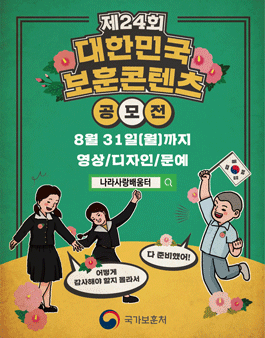 제24회
대한민국
보훈콘텐츠
공모전
8월 31일(월)까지
영상/디자인/문예
나라사랑배움터
다 준비했어!
어떻게
감사해야 할지 몰라서
국가보훈처